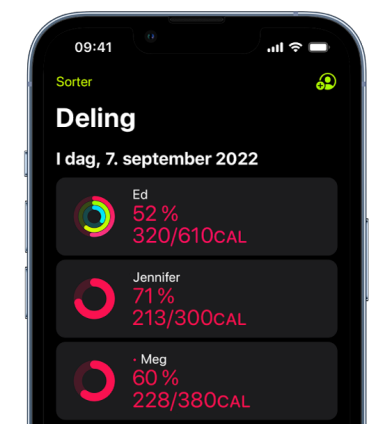 09:41
Sorter
Deling
I dag, 7. september 2022
Ed
52 %
320/610CAL
Jennifer
71 %
213/300CAL
· Meg
60 %
228/380CAL